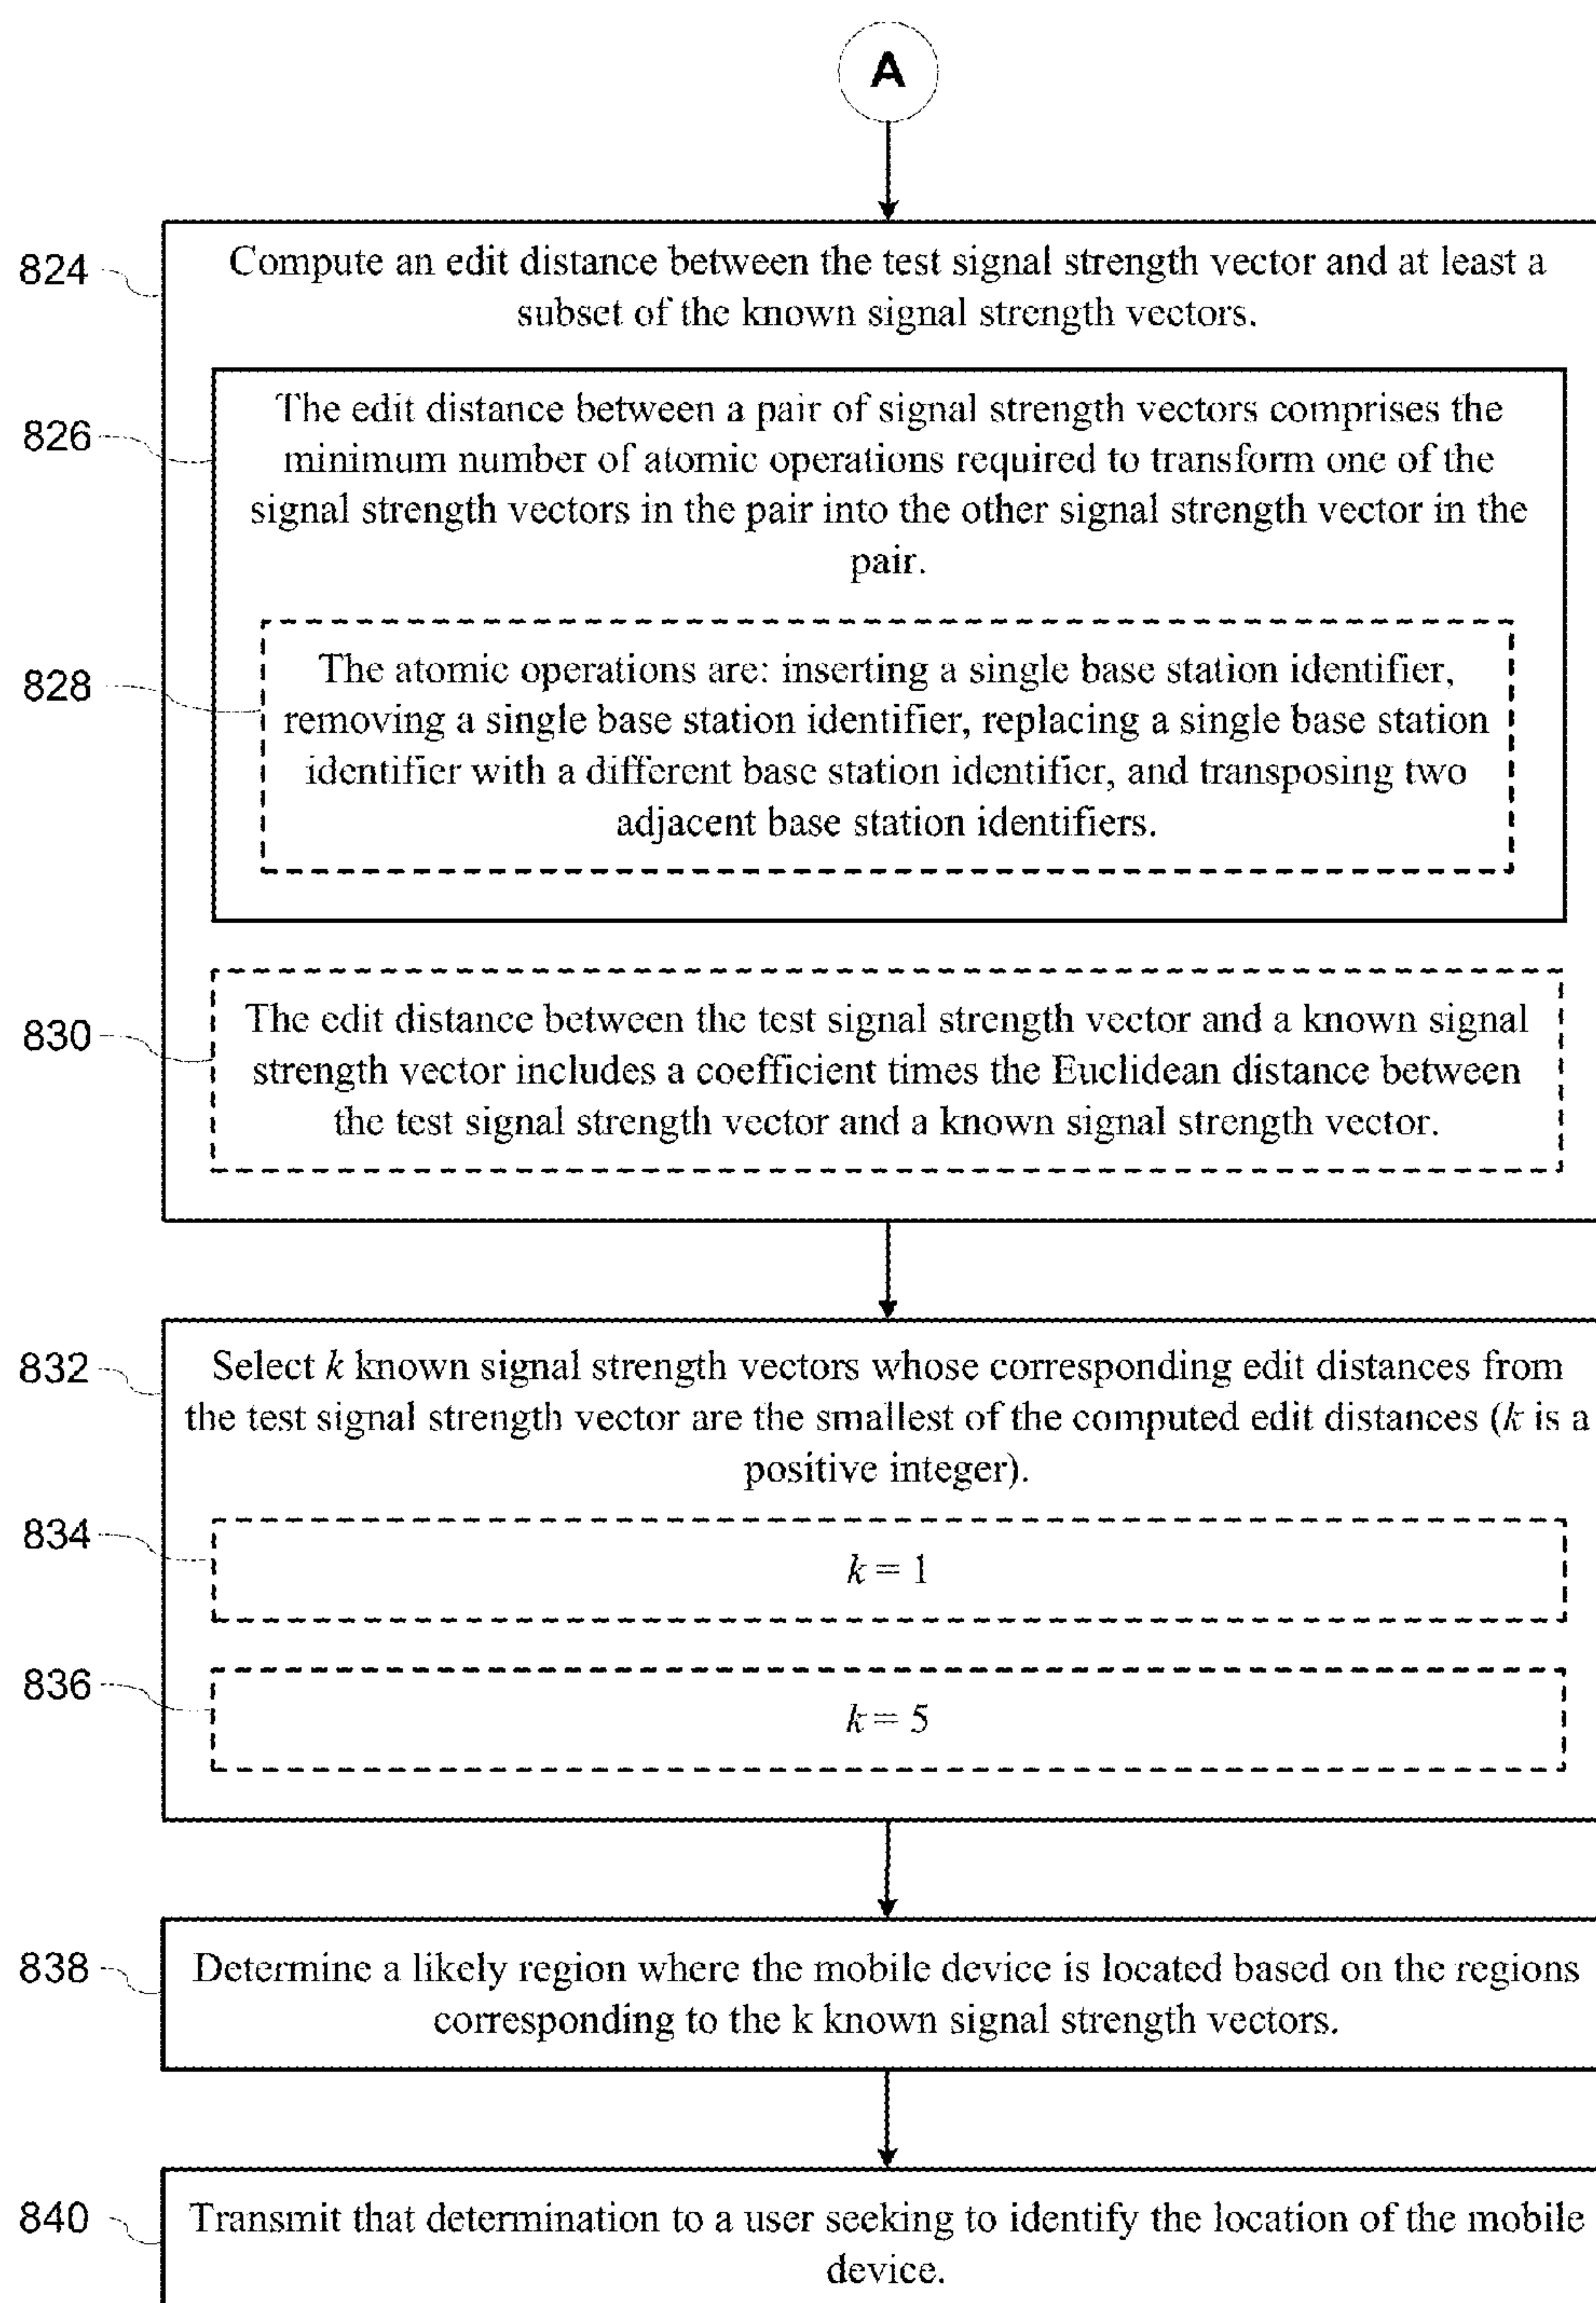 A
824
Compute an edit distance between the test signal strength vector and at least a
subset of the known signal strength vectors.
826
The edit distance between a pair of signal strength vectors comprises the
minimum number of atomic operations required to transform one of the
signal strength vectors in the pair into the other signal strength vector in the
pair.
828
The atomic operations are: inserting a single base station identifier,
removing a single base station identifier, replacing a single base station
identifier with a different base station identifier, and transposing two
adjacent base station identifiers.
830
The edit distance between the test signal strength vector and a known signal
strength vector includes a coefficient times the Euclidean distance between
the test signal strength vector and a known signal strength vector.
832
Select k known signal strength vectors whose corresponding edit distances from
the test signal strength vector are the smallest of the computed edit distances (k is a
positive integer).
834
k = 1
836
k = 5
838
Determine a likely region where the mobile device is located based on the regions
corresponding to the k known signal strength vectors.
840
Transmit that determination to a user seeking to identify the location of the mobile
device.